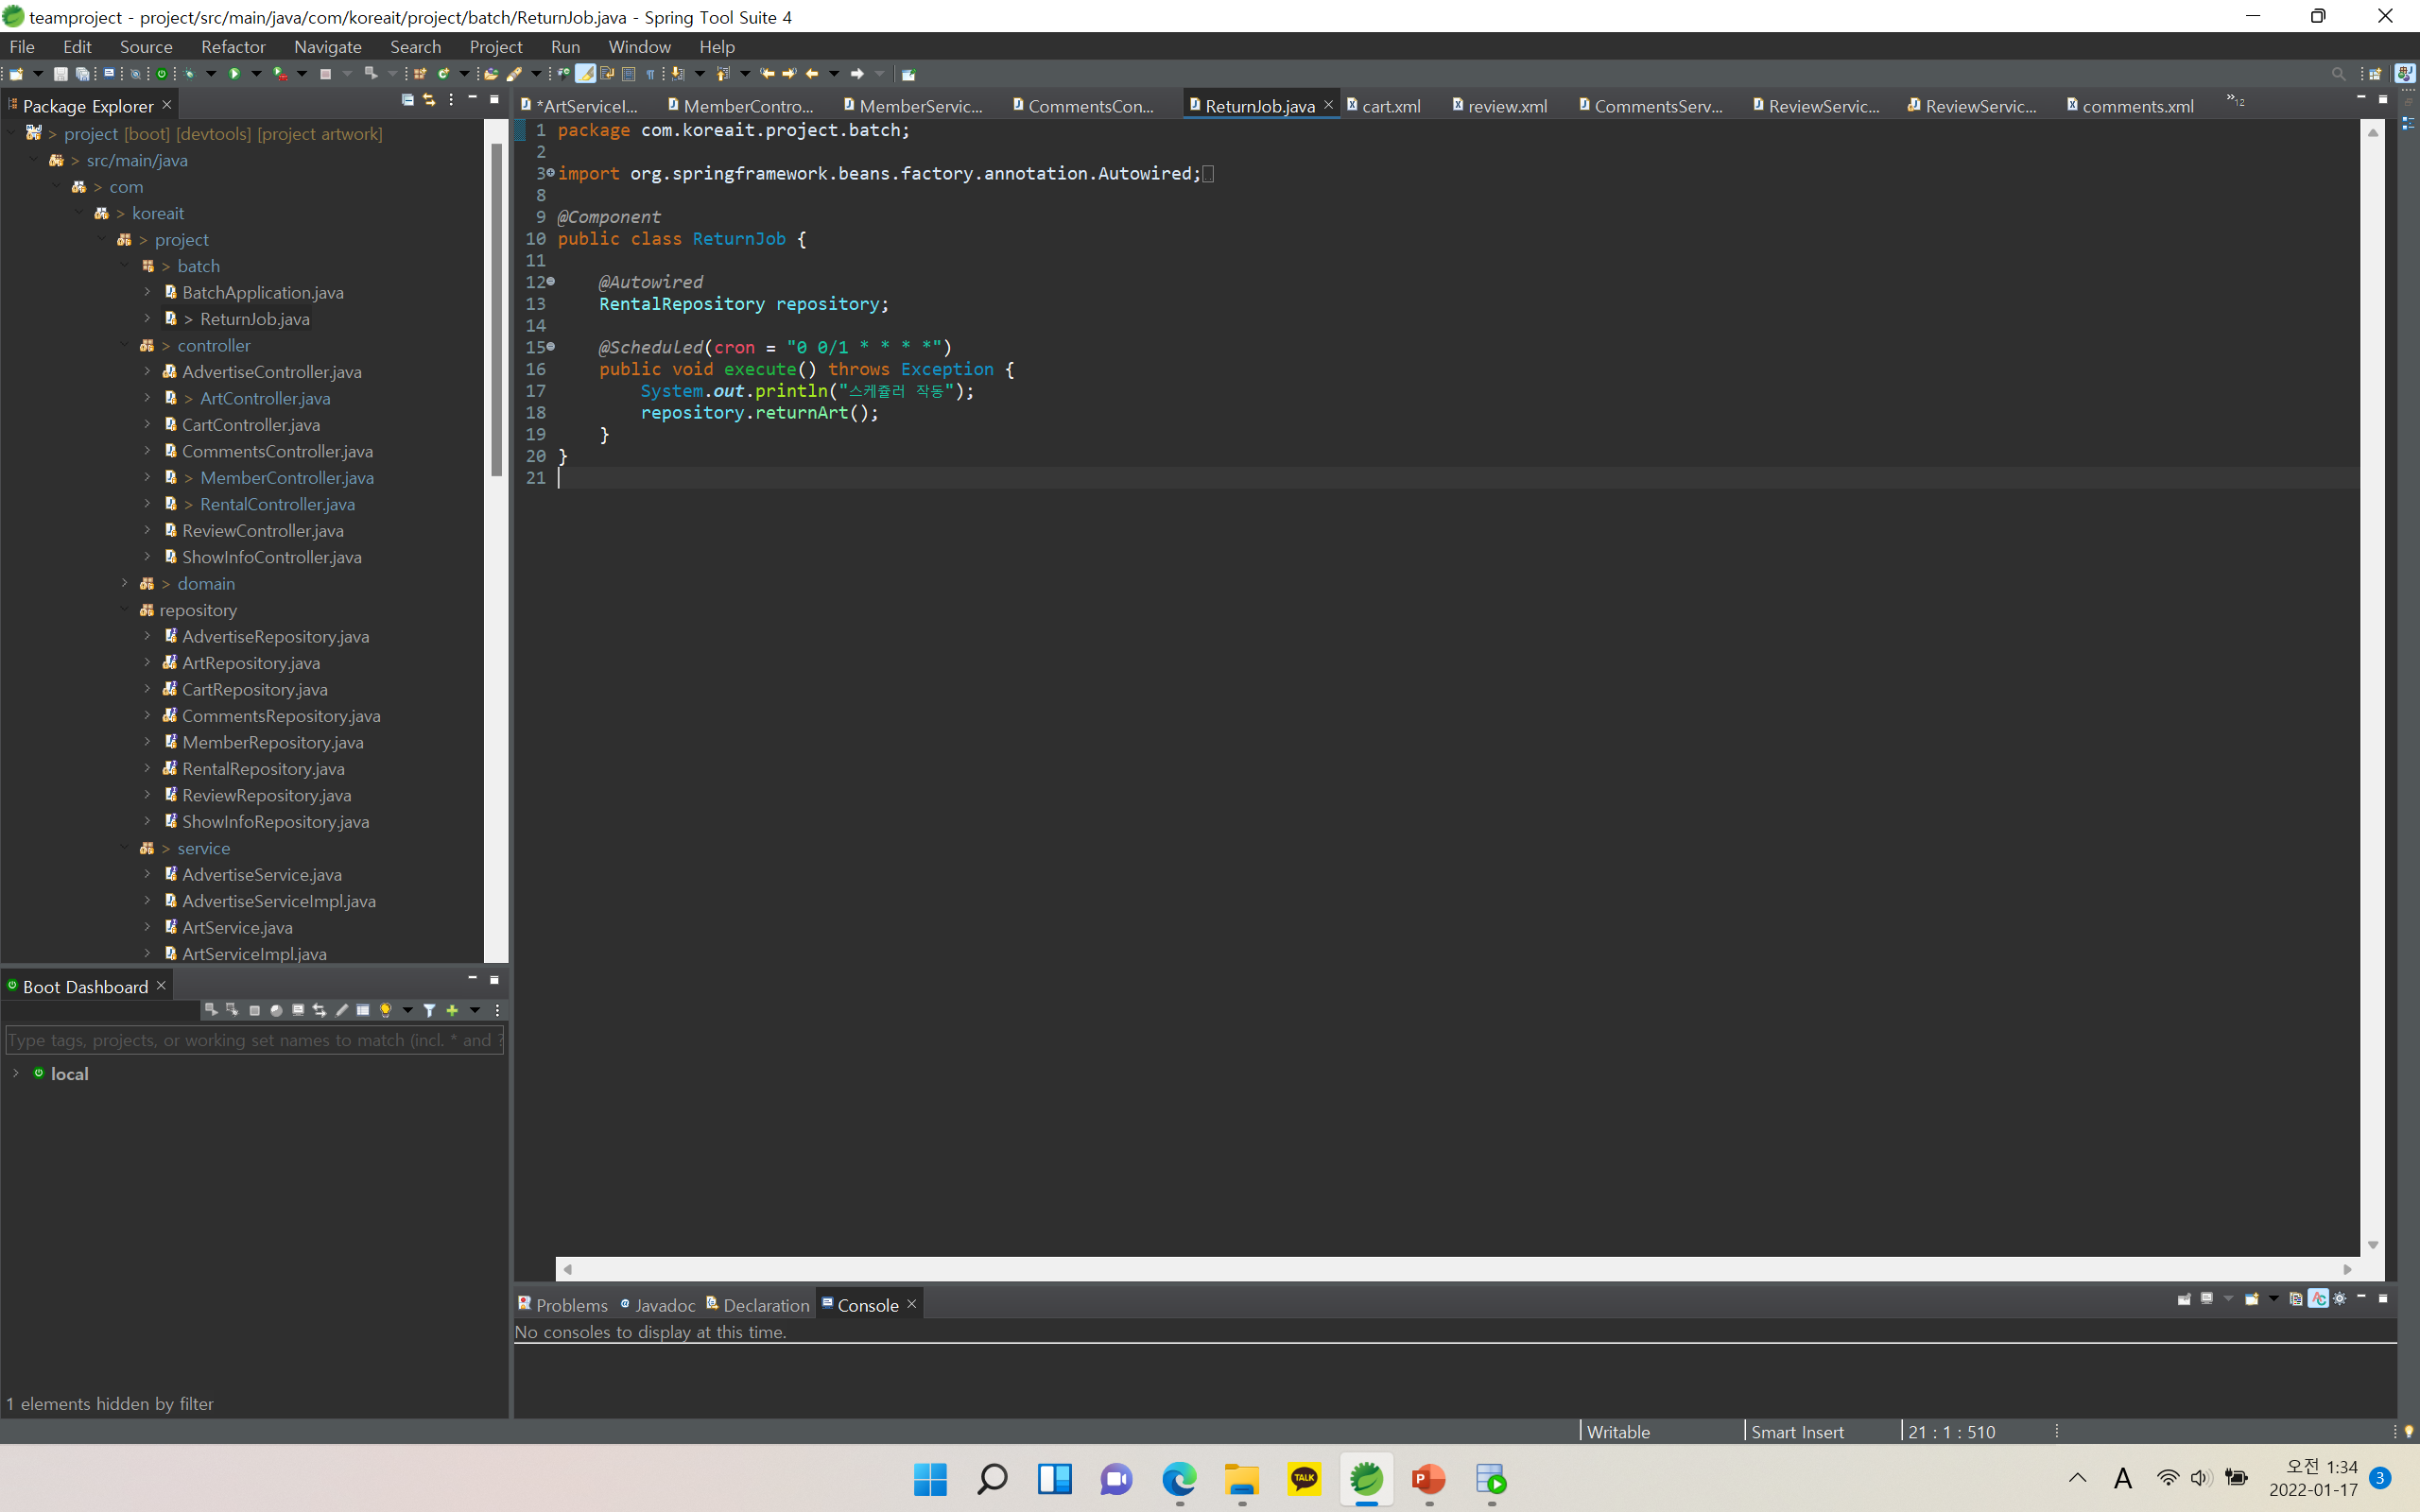 teamproject - project/src/main/java/com/koreait/project/batch/ReturnJob.java - Spring Tool Suite 4
File Edit Source Refactor Navigate Search Project Run Window Help
Package Explorer
project [boot] [devtools] [project artwork]
> src/main/java
> com
> koreait
> project
> batch
BatchApplication.java
> ReturnJob.java
> controller
AdvertiseController.java
> ArtController.java
CartController.java
CommentsController.java
> MemberController.java
> RentalController.java
ReviewController.java
ShowInfoController.java
> domain
repository
AdvertiseRepository.java
ArtRepository.java
CartRepository.java
CommentsRepository.java
MemberRepository.java
RentalRepository.java
ReviewRepository.java
ShowInfoRepository.java
> service
AdvertiseService.java
AdvertiseServiceImpl.java
ArtService.java
ArtServiceImpl.java
Boot Dashboard
Type tags, projects, or working set names to match (incl. * and ?
local
1 elements hidden by filter
*ArtServiceI... MemberContro... MemberServic... CommentsCon... ReturnJob.java cart.xml review.xml CommentsServ... ReviewServic... ReviewServic... comments.xml »12
1 package com.koreait.project.batch;
2
3 import org.springframework.beans.factory.annotation.Autowired;
8
9 @Component
10 public class ReturnJob {
11
12 @Autowired
13 RentalRepository repository;
14
15 @Scheduled(cron = "0 0/1 * * * *")
16 public void execute() throws Exception {
17 System.out.println("스케쥴러 작동");
18 repository.returnArt();
19 }
20 }
21
Problems Javadoc Declaration Console
No consoles to display at this time.
Writable Smart Insert 21 : 1 : 510
TALK
P
A
오전 1:34
2022-01-17
3